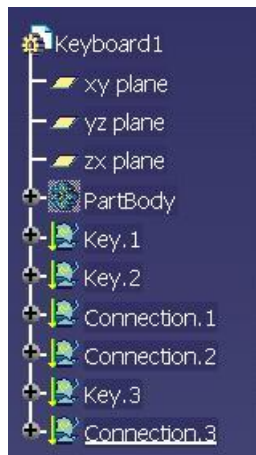 Keyboard1
xy plane
yz plane
zx plane
PartBody
Key.1
Key.2
Connection.1
Connection.2
Key.3
Connection.3